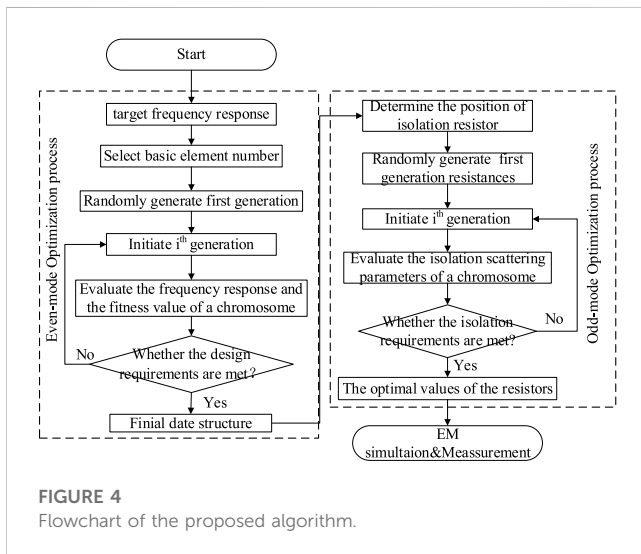 Start
Even-mode Optimization process
target frequency response
Select basic element number
Randomly generate first generation
Initiate ith generation
Evaluate the frequency response and
the fitness value of a chromosome
No
Whether the design
requirements are met?
Yes
Finial date structure
Determine the position of
isolation resistor
Randomly generate first
generation resistances
Initiate ith generation
Evaluate the isolation scattering
parameters of a chromosome
Whether the isolation
requirements are met?
No
Yes
The optimal values of the resistors
Odd-mode Optimization process
EM
simultaion&Meassurement
FIGURE 4
Flowchart of the proposed algorithm.